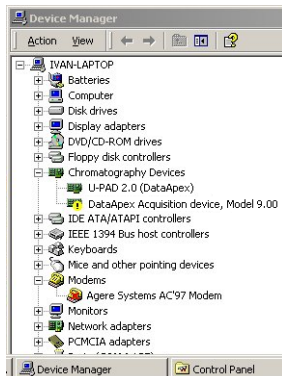 Device Manager
Action View
IVAN-LAPTOP
Batteries
Computer
Disk drives
Display adapters
DVD/CD-ROM drives
Floppy disk controllers
Chromatography Devices
U-PAD 2.0 (DataApex)
DataApex Acquisition device, Model 9.00
IDE ATA/ATAPI controllers
IEEE 1394 Bus host controllers
Keyboards
Mice and other pointing devices
Modems
Agere Systems AC'97 Modem
Monitors
Network adapters
PCMCIA adapters
Device Manager Control Panel